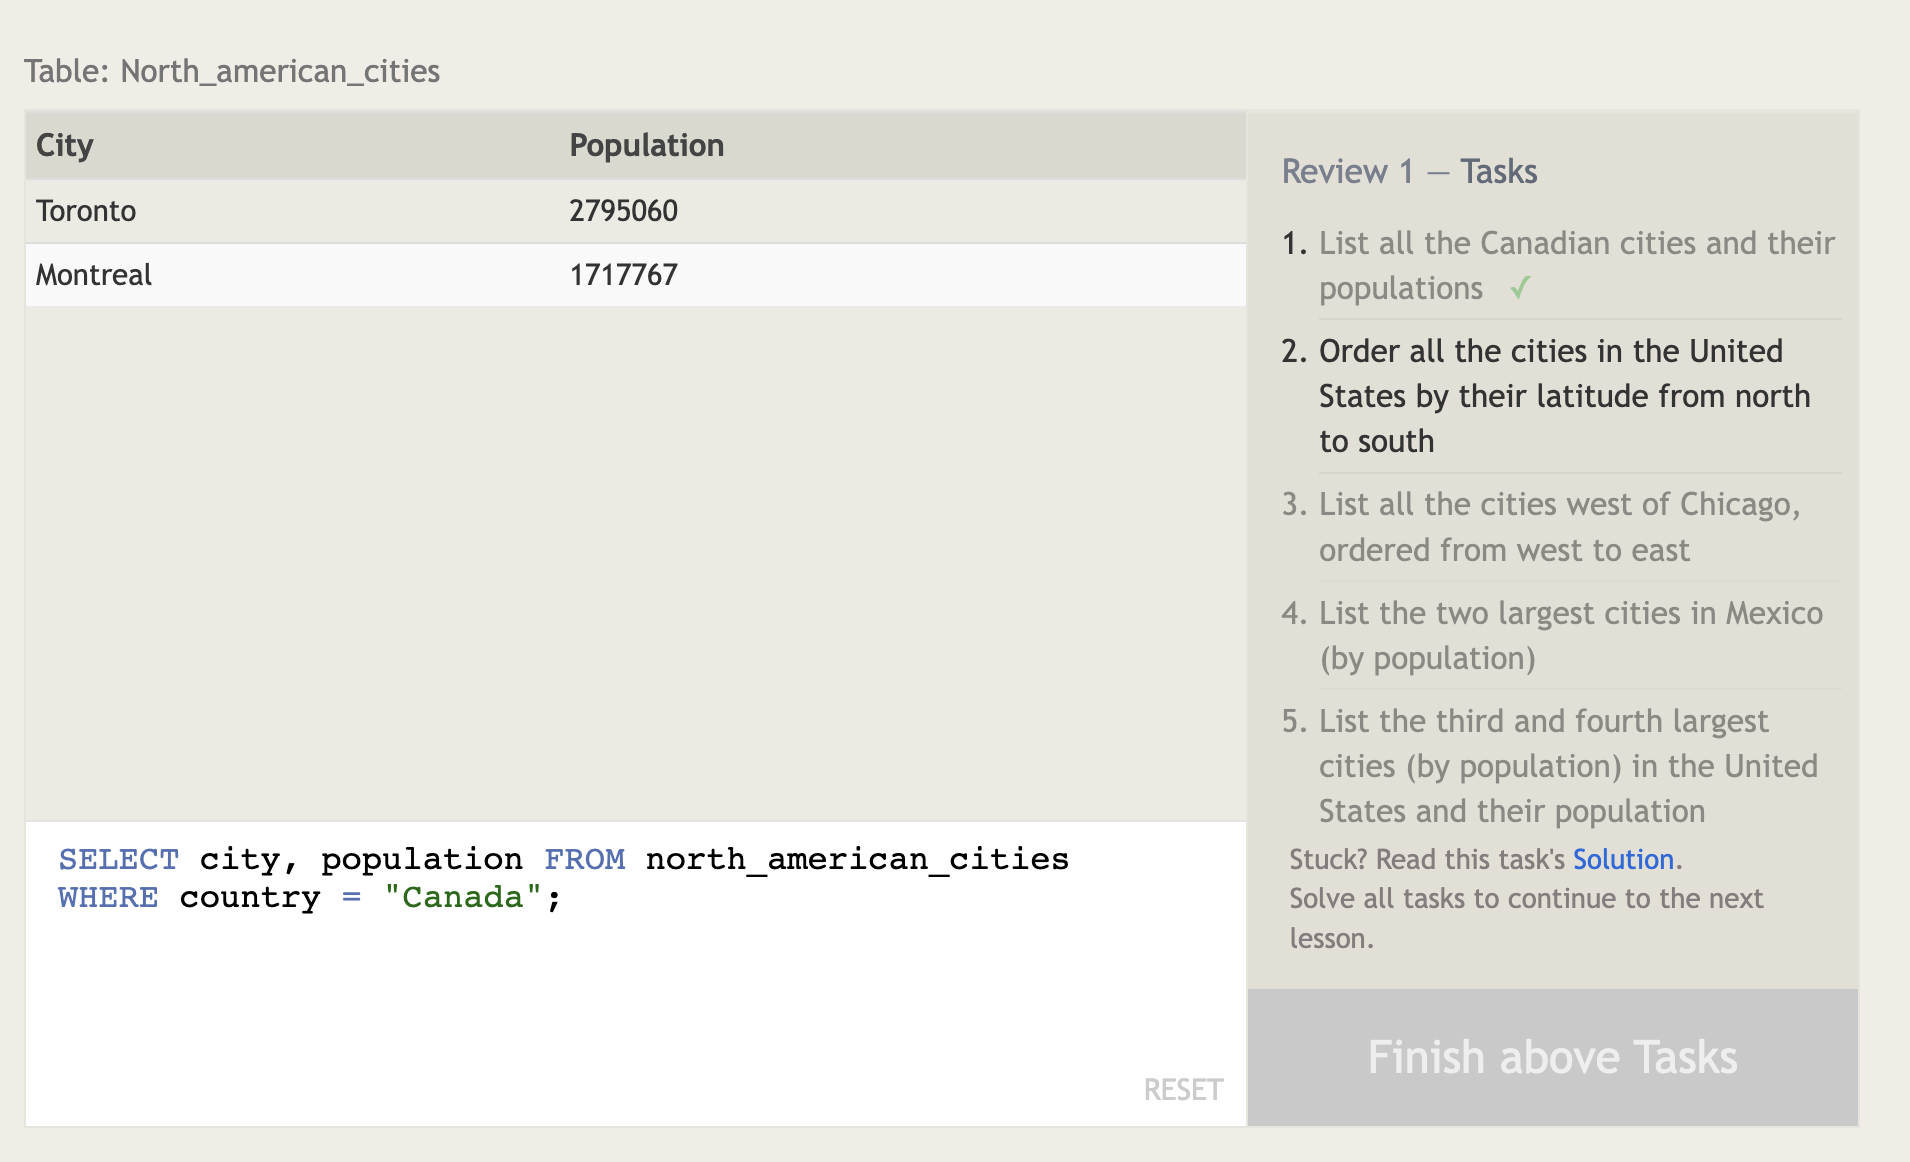 Table: North_american_cities
City Population
Toronto 2795060
Montreal 1717767
SELECT city, population FROM north_american_cities
WHERE country = "Canada";
RESET
Review 1 — Tasks
1. List all the Canadian cities and their
populations ✓
2. Order all the cities in the United
States by their latitude from north
to south
3. List all the cities west of Chicago,
ordered from west to east
4. List the two largest cities in Mexico
(by population)
5. List the third and fourth largest
cities (by population) in the United
States and their population
Stuck? Read this task's Solution.
Solve all tasks to continue to the next
lesson.
Finish above Tasks